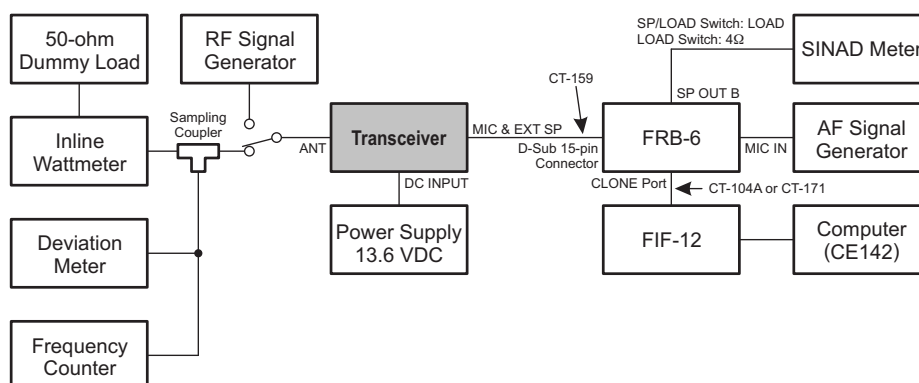 50-ohm
Dummy Load
RF Signal
Generator
SP/LOAD Switch: LOAD
LOAD Switch: 4Ω
SINAD Meter
CT-159
SP OUT B
Sampling
Coupler
Inline
Wattmeter
ANT
Transceiver
MIC & EXT SP
D-Sub 15-pin
Connector
FRB-6
MIC IN
AF Signal
Generator
DC INPUT
CLONE Port
CT-104A or CT-171
Deviation
Meter
Power Supply
13.6 VDC
FIF-12
Computer
(CE142)
Frequency
Counter